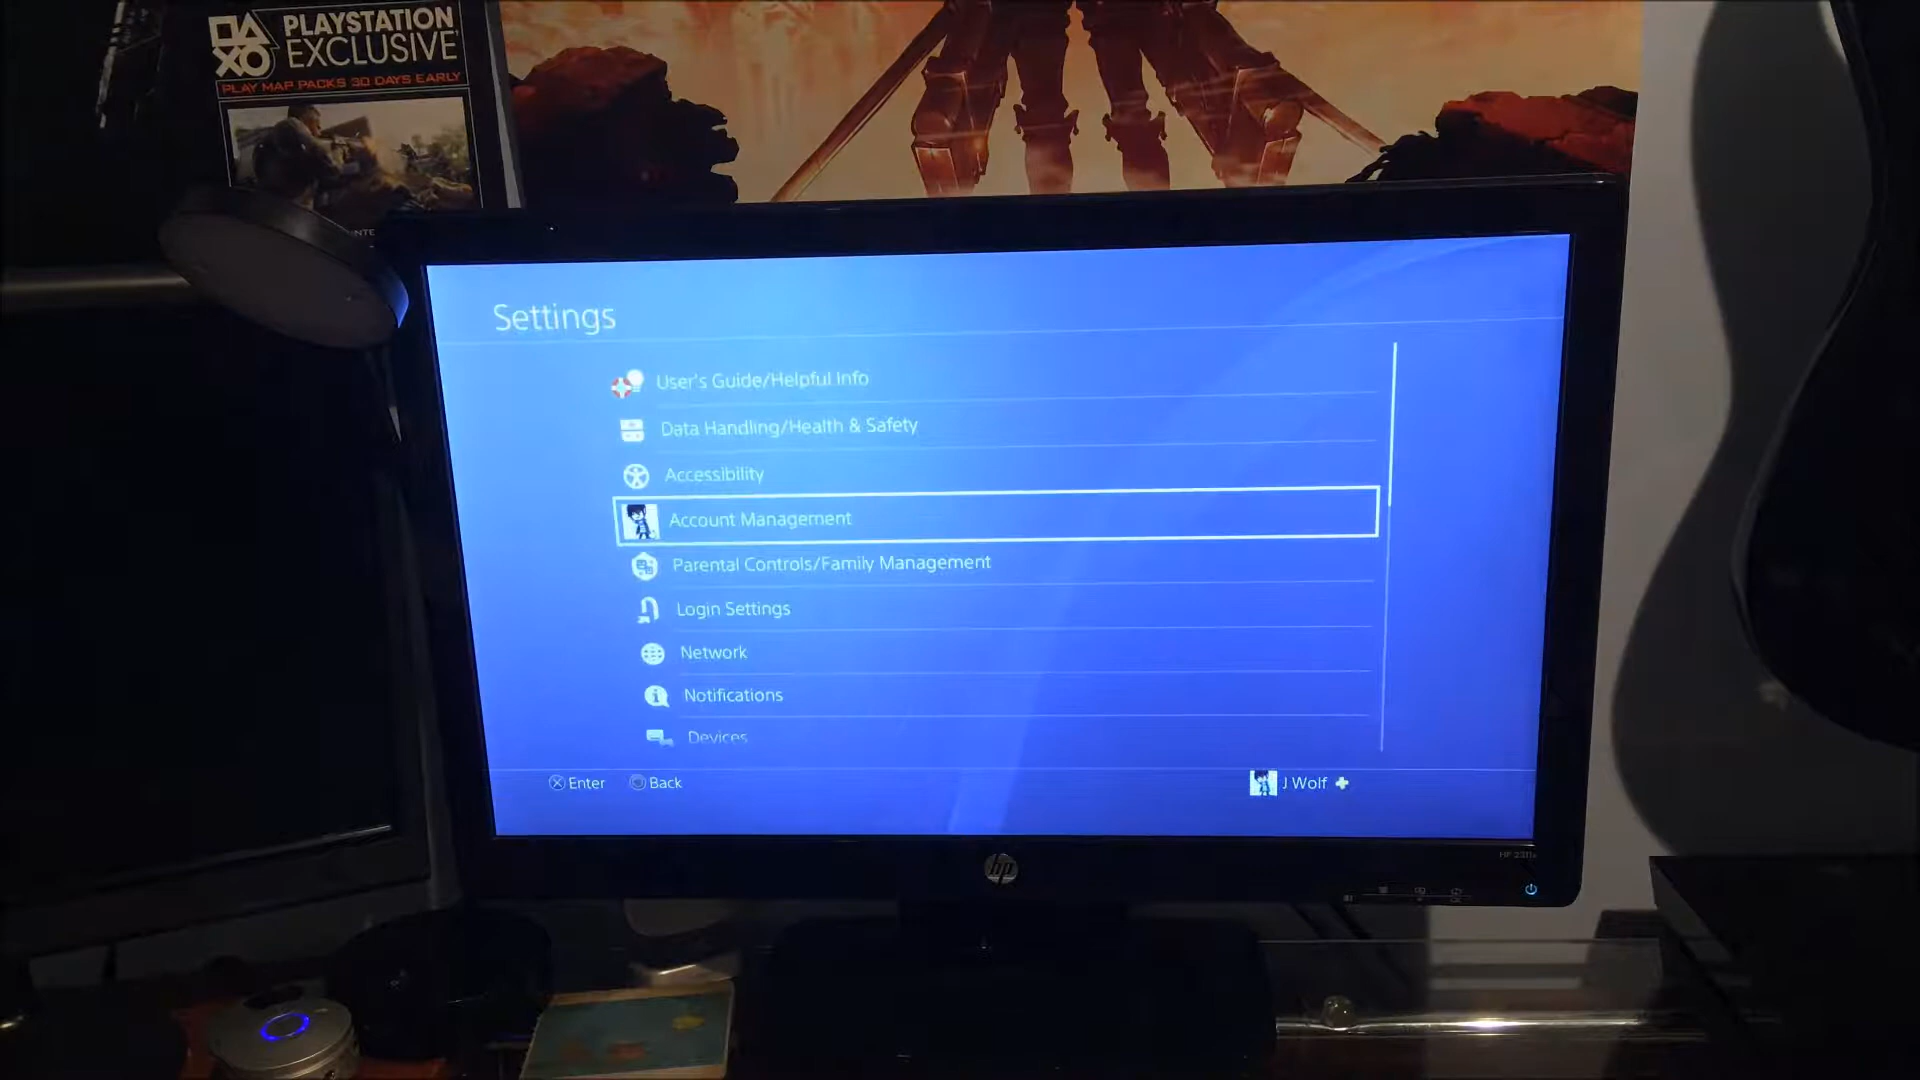 PLAYSTATION
EXCLUSIVE
PLAY MAP PACKS 30 DAYS EARLY
Settings
User's Guide/Helpful Info
Data Handling/Health & Safety
Accessibility
Account Management
Parental Controls/Family Management
Login Settings
Network
Notifications
Devices
Enter
Back
J Wolf
hp